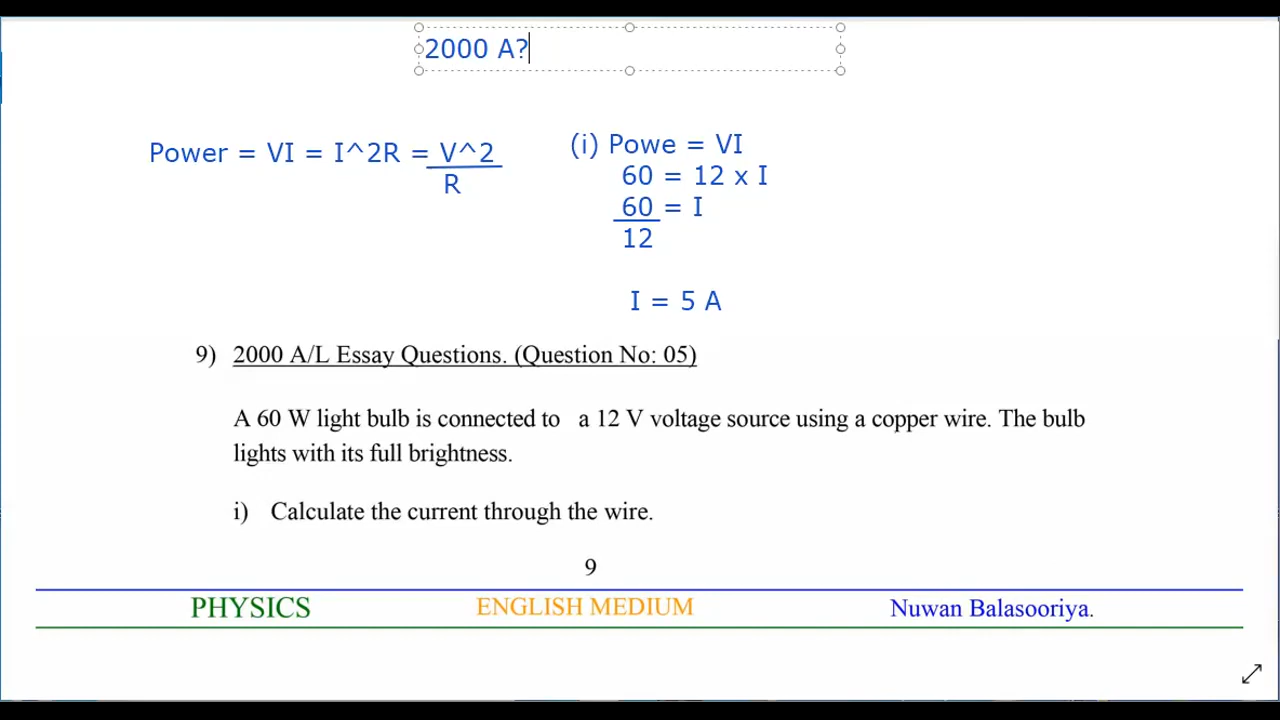 2000 A?
Power = VI = I^2R = V^2
R
(i) Powe = VI
60 = 12 x I
60 = I
12
I = 5 A
9) 2000 A/L Essay Questions. (Question No: 05)
A 60 W light bulb is connected to a 12 V voltage source using a copper wire. The bulb
lights with its full brightness.
i) Calculate the current through the wire.
9
PHYSICS ENGLISH MEDIUM Nuwan Balasooriya.